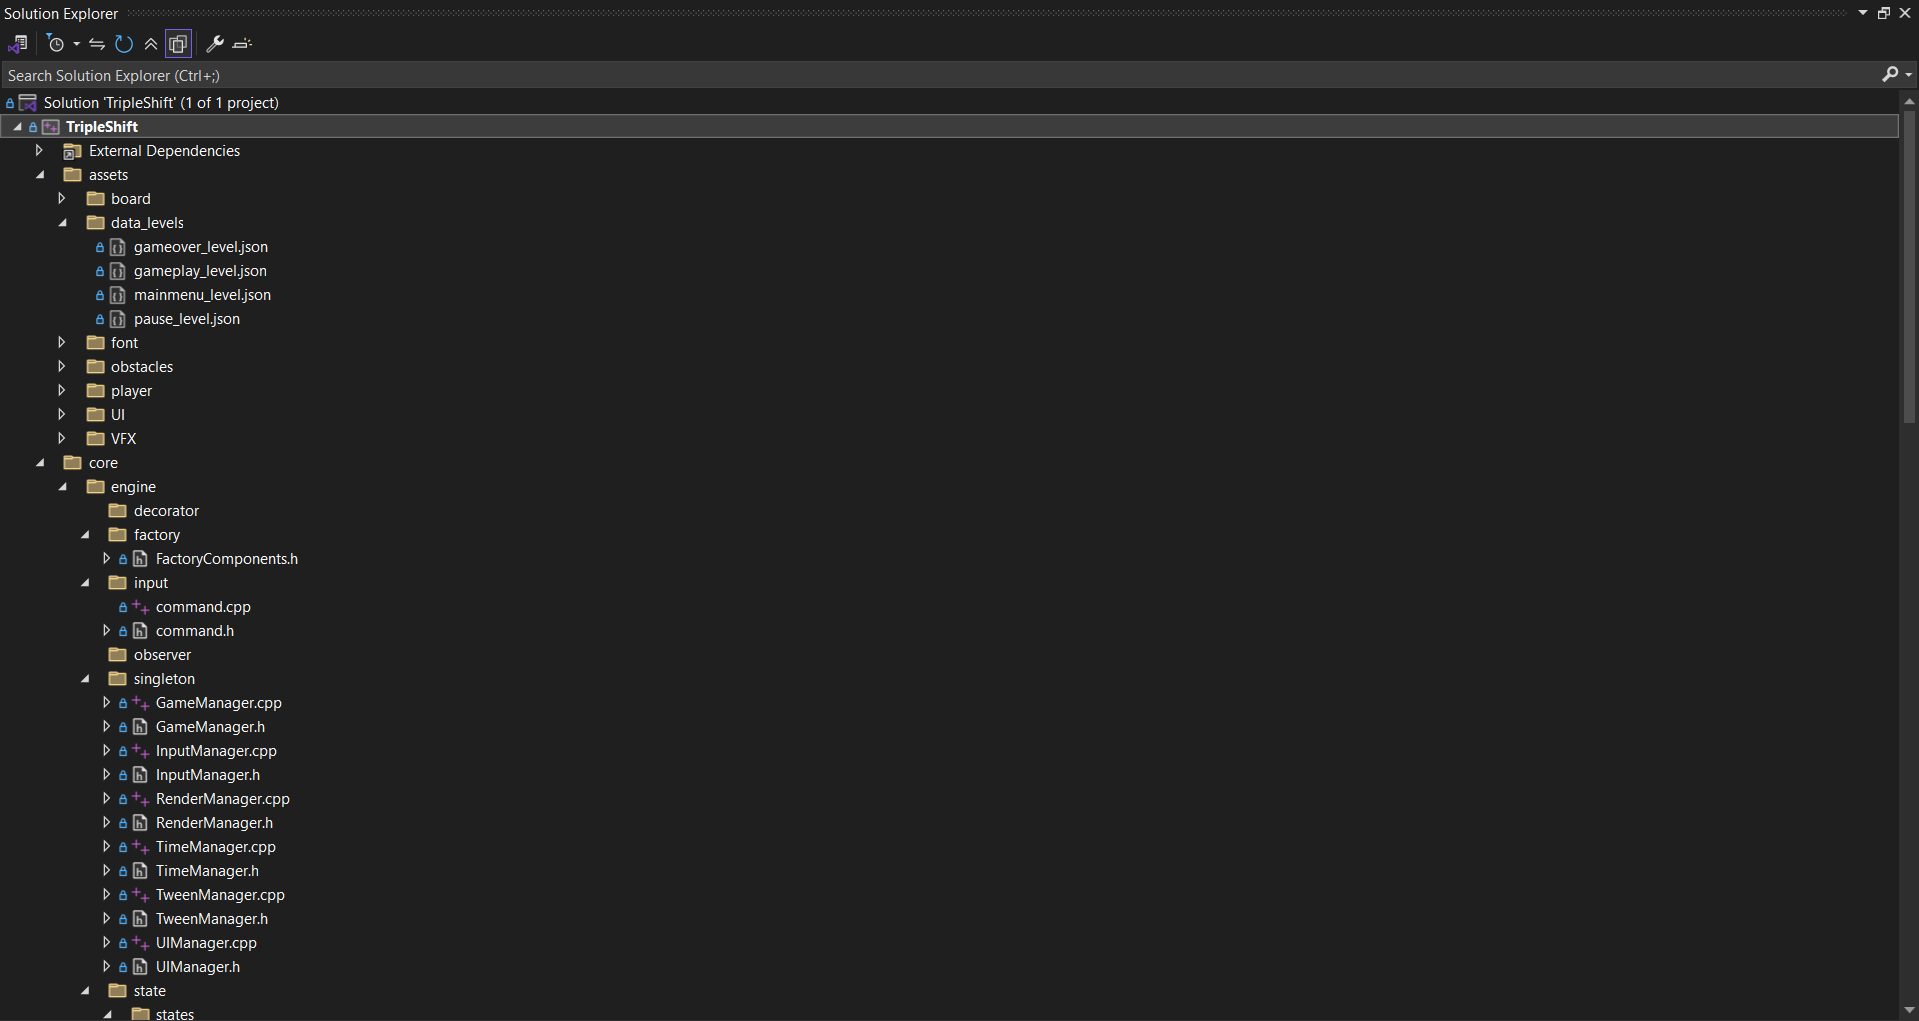 Solution Explorer
Search Solution Explorer (Ctrl+;)
Solution 'TripleShift' (1 of 1 project)
TripleShift
External Dependencies
assets
board
data_levels
gameover_level.json
gameplay_level.json
mainmenu_level.json
pause_level.json
font
obstacles
player
UI
VFX
core
engine
decorator
factory
FactoryComponents.h
input
command.cpp
command.h
observer
singleton
GameManager.cpp
GameManager.h
InputManager.cpp
InputManager.h
RenderManager.cpp
RenderManager.h
TimeManager.cpp
TimeManager.h
TweenManager.cpp
TweenManager.h
UIManager.cpp
UIManager.h
state
states